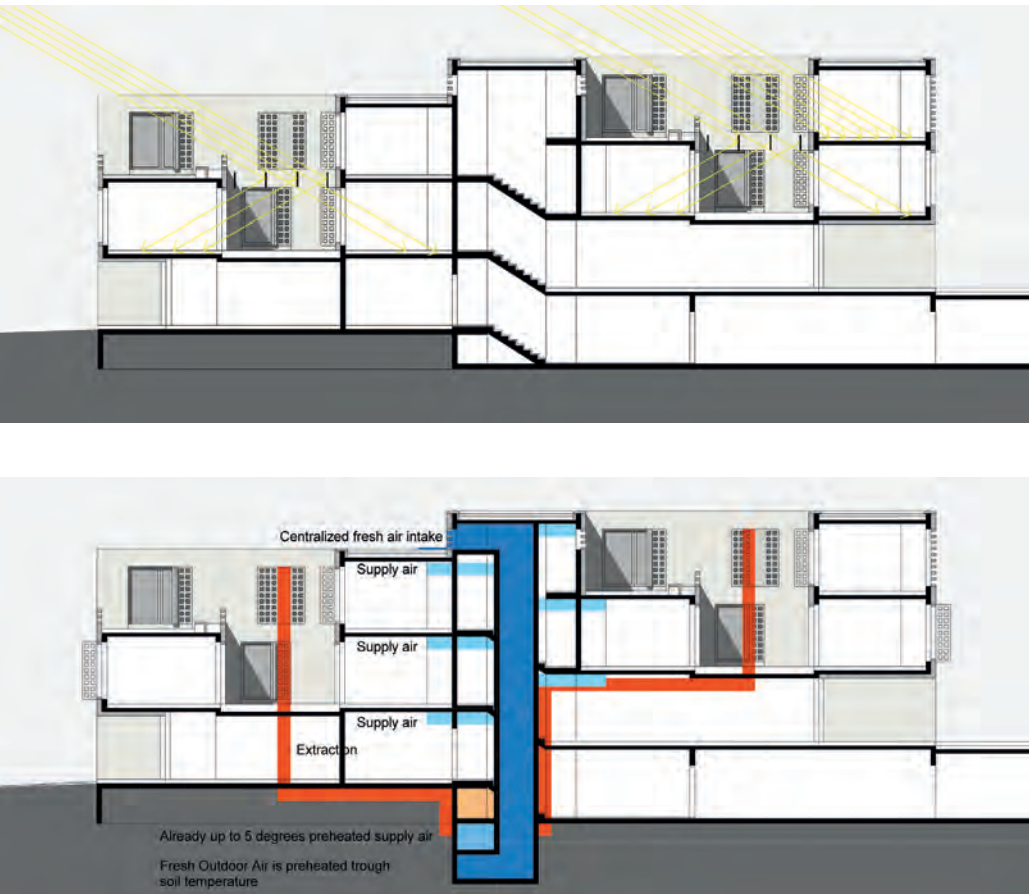 Centralized fresh air intake
Supply air
Supply air
Supply air
Extraction
Already up to 5 degrees preheated supply air
Fresh Outdoor Air is preheated trough
soil temperature